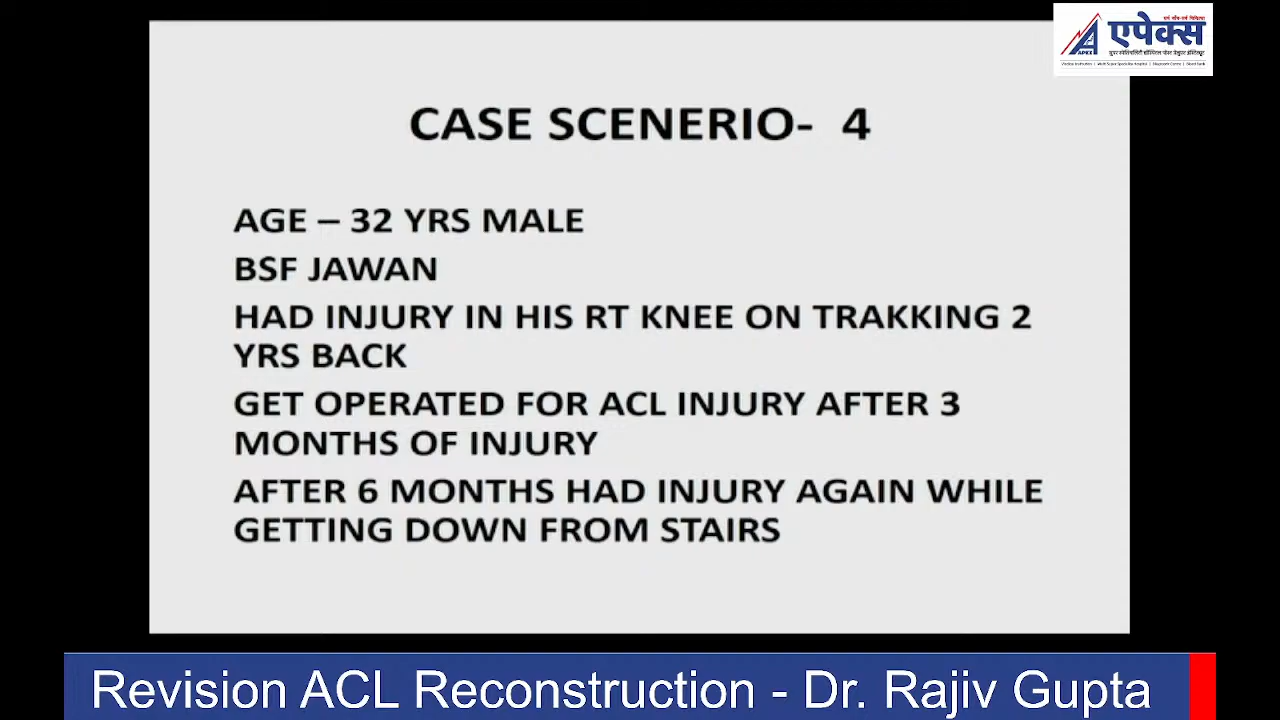 एपेक्स
APEX
CASE SCENERIO- 4
AGE – 32 YRS MALE
BSF JAWAN
HAD INJURY IN HIS RT KNEE ON TRAKKING 2
YRS BACK
GET OPERATED FOR ACL INJURY AFTER 3
MONTHS OF INJURY
AFTER 6 MONTHS HAD INJURY AGAIN WHILE
GETTING DOWN FROM STAIRS
Revision ACL Reconstruction - Dr. Rajiv Gupta